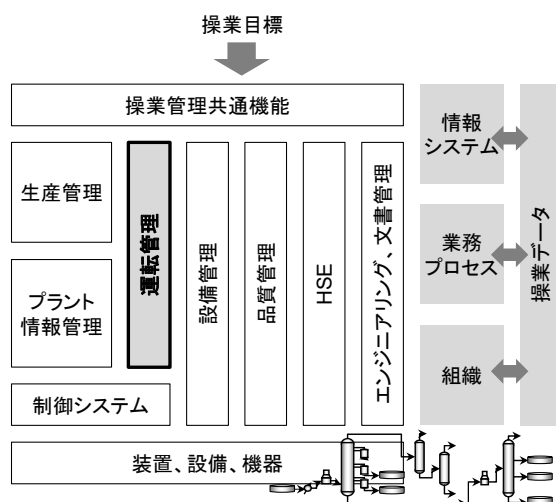 操業目標
操業管理共通機能
生産管理
プラント
情報管理
制御システム
運転管理
設備管理
品質管理
HSE
エンジニアリング、文書管理
装置、設備、機器
情報
システム
業務
プロセス
組織
操業データ